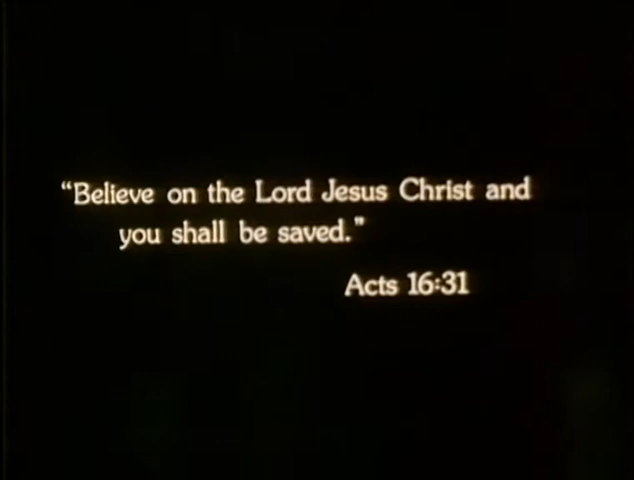 “Believe on the Lord Jesus Christ and
you shall be saved.”
Acts 16:31